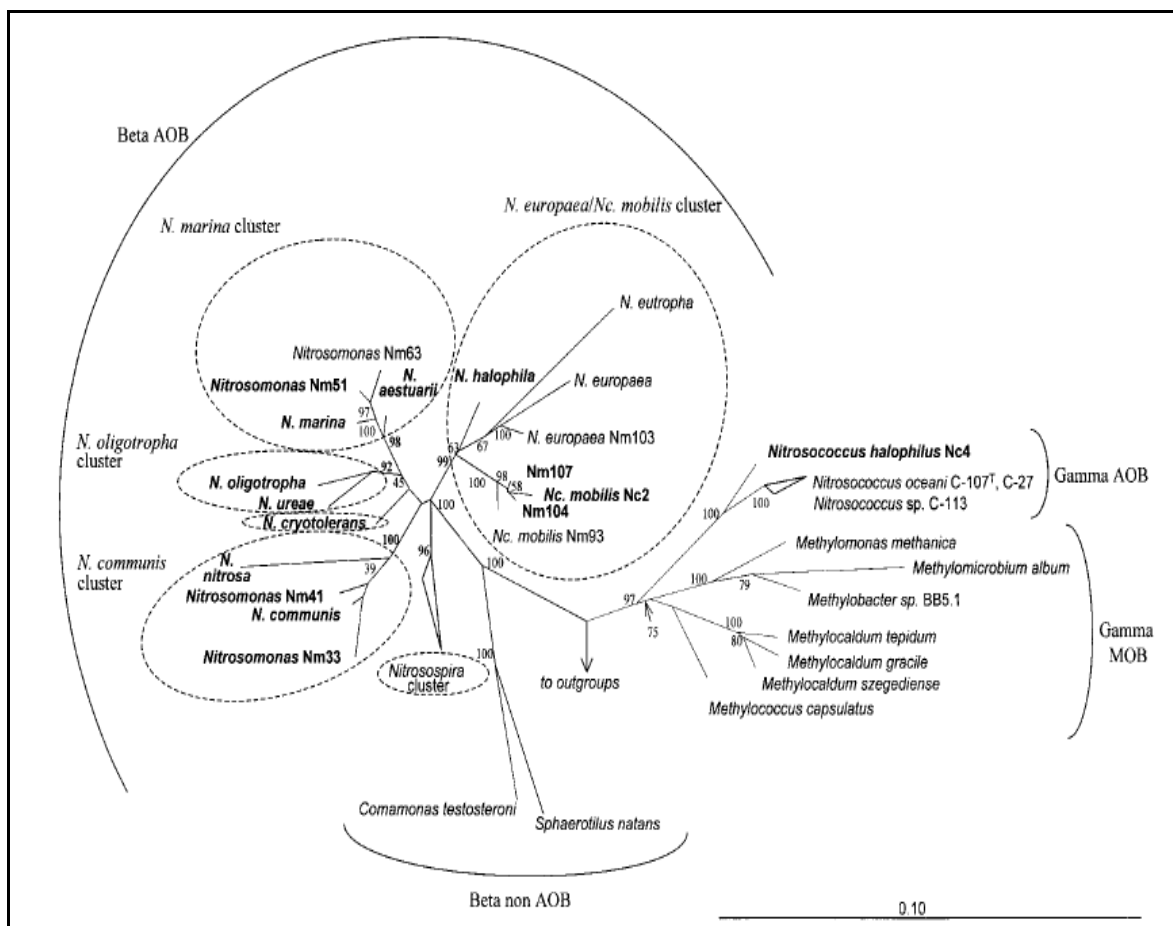 Beta AOB
N. europaea/Nc. mobilis cluster
N. marina cluster
N. eutropha
Nitrosomonas Nm63
Nitrosomonas Nm51
N.
aestuarii
N. halophila
N. europaea
97
N. marina
100
98
N. europaea Nm103
100
67
63
99
N. oligotropha
cluster
92
45
N. oligotropha
N. ureae
N. cryotolerans
98
Nm107
58
100
Nc. mobilis Nc2
Nm104
Nc. mobilis Nm93
100
Nitrosococcus halophilus Nc4
Nitrosococcus oceani C-107T, C-27
Nitrosococcus sp. C-113
100
100
Gamma AOB
N. communis
cluster
100
N.
nitrosa
39
Nitrosomonas Nm41
N. communis
Nitrosomonas Nm33
96
Nitrosospira
cluster
100
100
to outgroups
97
75
Methylomonas methanica
100
Methylomicrobium album
79
Methylobacter sp. BB5.1
100
80
Methylocaldum tepidum
Methylocaldum gracile
Methylocaldum szegediense
Methylococcus capsulatus
Gamma
MOB
Comamonas testosteroni
Sphaerotilus natans
Beta non AOB
0.10